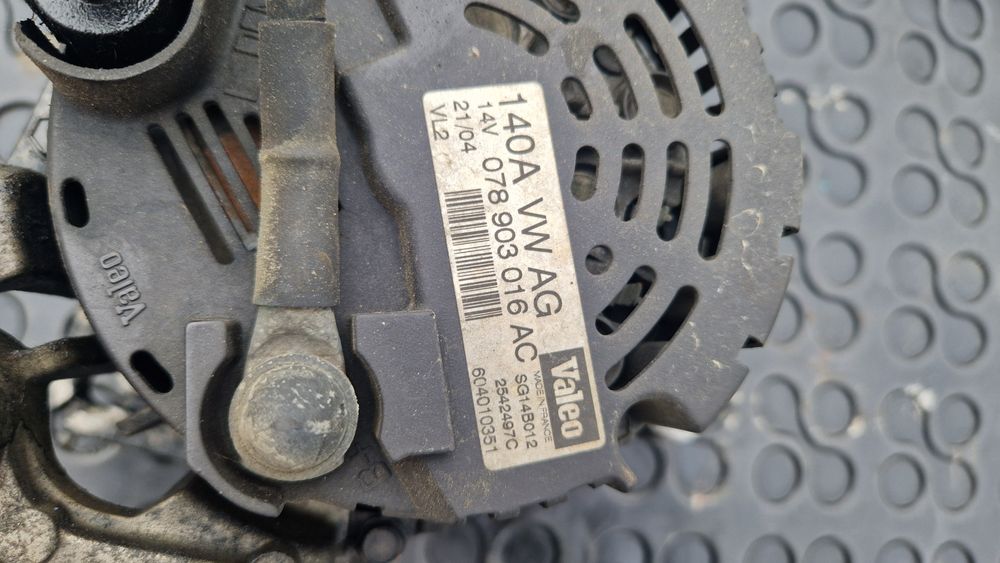 140A VW AG
14V 078 903 016 AC
21/04
VL2
Valeo
MADE IN FRANCE
SG14B012
2542497C
604010351
Valeo
B+